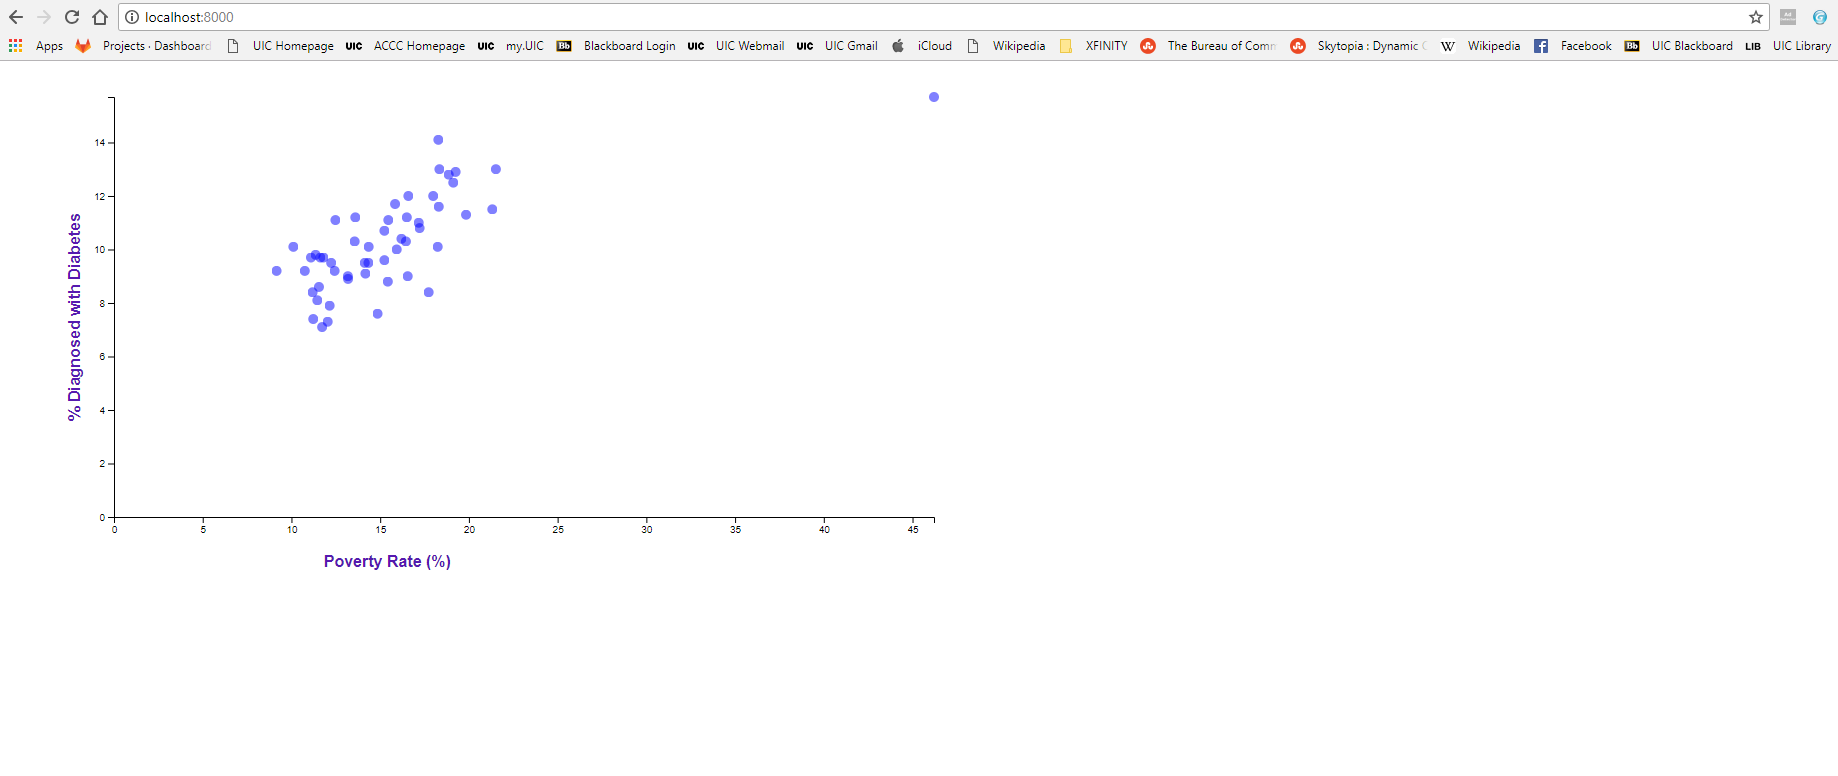 localhost:8000
Apps Projects · Dashboard UIC Homepage UIC ACCC Homepage UIC my.UIC Bb Blackboard Login UIC UIC Webmail UIC UIC Gmail iCloud Wikipedia XFINITY The Bureau of Comm Skytopia : Dynamic W Wikipedia Facebook Bb UIC Blackboard LIB UIC Library
14
12
10
8
6
4
2
0
% Diagnosed with Diabetes
0 5 10 15 20 25 30 35 40 45
Poverty Rate (%)